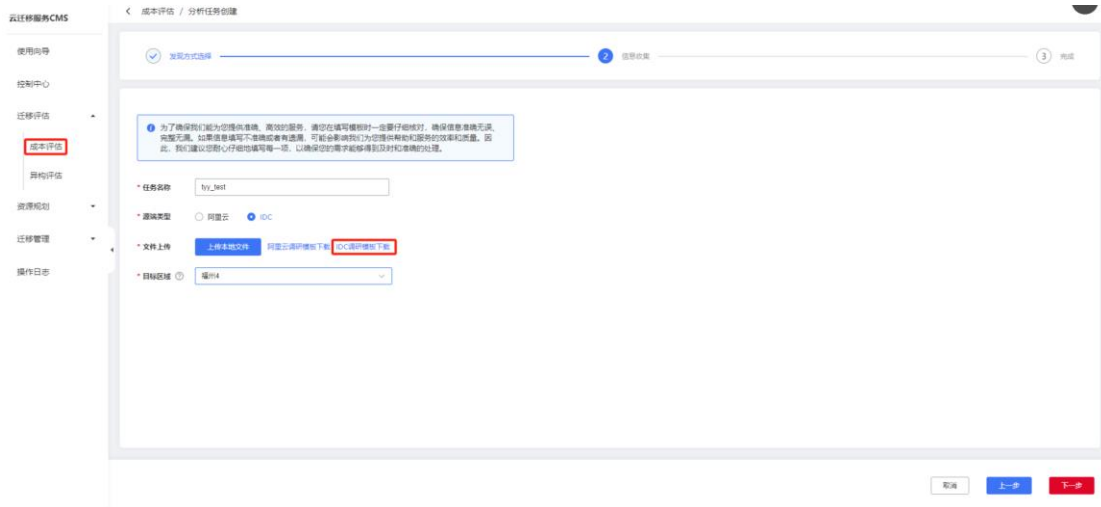 云迁移服务CMS
使用向导
控制中心
迁移评估
成本评估
异构评估
资源规划
迁移管理
操作日志
成本评估 / 分析任务创建
发现方式选择
2 信息收集
3 完成
为了确保我们能为您提供准确、高效的服务，请您在填写模板时一定要仔细核对，确保信息准确无误、
完整无漏。如果信息填写不准确或者有遗漏，可能会影响我们为您提供帮助和服务的效率和质量。因
此，我们建议您耐心仔细地填写每一项，以确保您的需求能够得到及时和准确的处理。
* 任务名称 tyy_test
* 源端类型 阿里云 IDC
* 文件上传 上传本地文件 阿里云调研模板下载 IDC调研模板下载
* 目标区域 福州4
取消 上一步 下一步